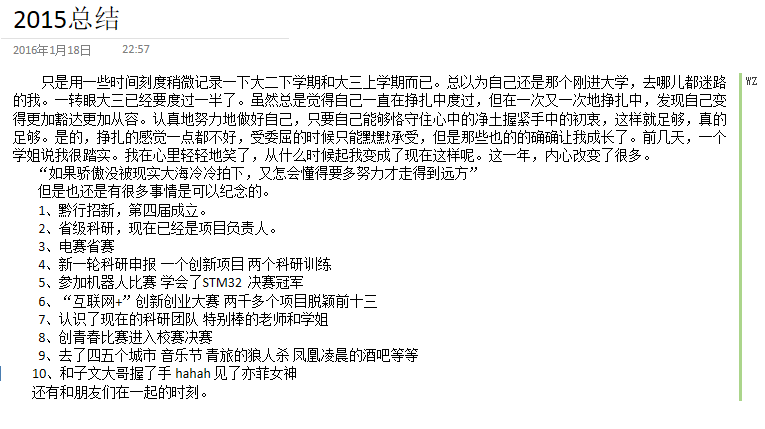 2015总结
2016年1月18日 22:57
只是用一些时间刻度稍微记录一下大二下学期和大三上学期而已。总以为自己还是那个刚进大学，去哪儿都迷路
WZ
的我。一转眼大三已经要度过一半了。虽然总是觉得自己一直在挣扎中度过，但在一次又一次地挣扎中，发现自己变
得更加豁达更加从容。认真地努力地做好自己，只要自己能够恪守住心中的净土握紧手中的初衷，这样就足够，真的
足够。是的，挣扎的感觉一点都不好，受委屈的时候只能默默承受，但是那些也的的确确让我成长了。前几天，一个
学姐说我很踏实。我在心里轻轻地笑了，从什么时候起我变成了现在这样呢。这一年，内心改变了很多。
“如果骄傲没被现实大海冷冷拍下，又怎会懂得要多努力才走得到远方”
但是也还是有很多事情是可以纪念的。
1、黔行招新，第四届成立。
2、省级科研，现在已经是项目负责人。
3、电赛省赛
4、新一轮科研申报 一个创新项目 两个科研训练
5、参加机器人比赛 学会了STM32 决赛冠军
6、“互联网+”创新创业大赛 两千多个项目脱颖前十三
7、认识了现在的科研团队 特别棒的老师和学姐
8、创青春比赛进入校赛决赛
9、去了四五个城市 音乐节 青旅的狼人杀 凤凰凌晨的酒吧等等
10、和子文大哥握了手 hahah 见了亦菲女神
还有和朋友们在一起的时刻。